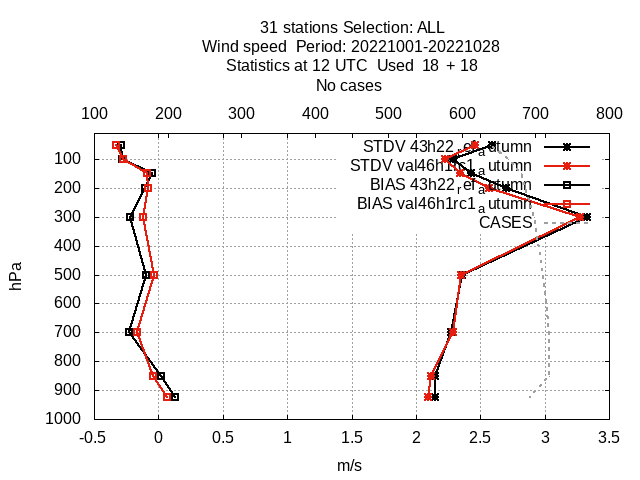 31 stations Selection: ALL
Wind speed  Period: 20221001-20221028
Statistics at 12 UTC  Used  18  + 18
No cases
100 200 300 400 500 600 700 800
STDV 43h22ref_autumn
STDV val46h1rc1_autumn
BIAS 43h22ref_autumn
BIAS val46h1rc1_autumn
CASES
100
200
300
400
500
600
700
800
900
1000
hPa
-0.5 0 0.5 1 1.5 2 2.5 3 3.5
m/s